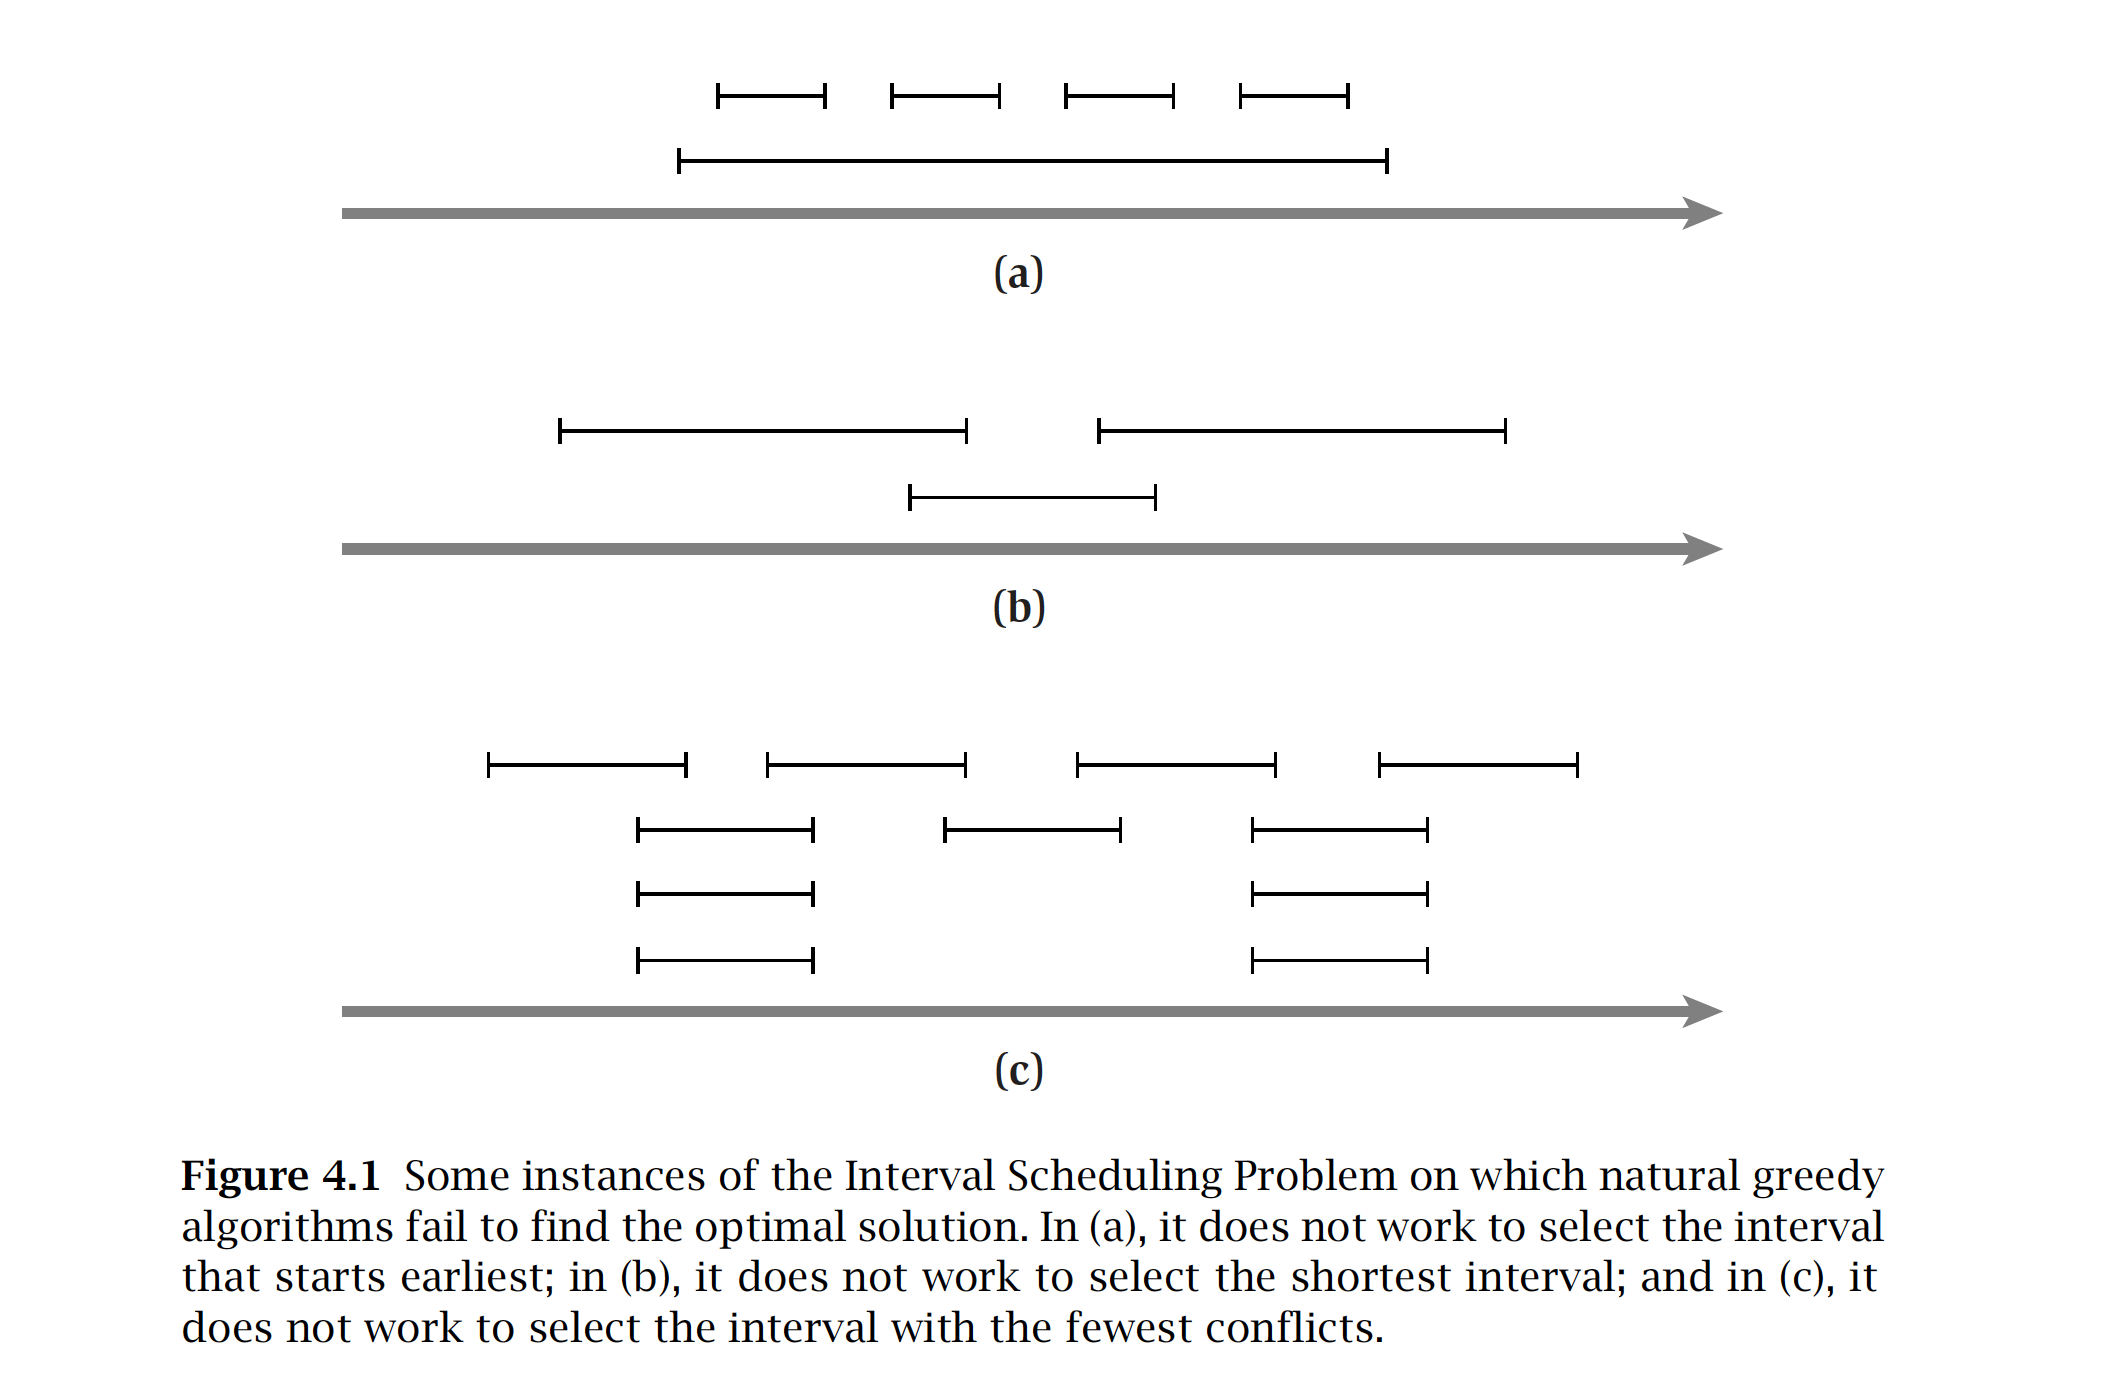 (a)
(b)
(c)
Figure 4.1 Some instances of the Interval Scheduling Problem on which natural greedy
algorithms fail to find the optimal solution. In (a), it does not work to select the interval
that starts earliest; in (b), it does not work to select the shortest interval; and in (c), it
does not work to select the interval with the fewest conflicts.